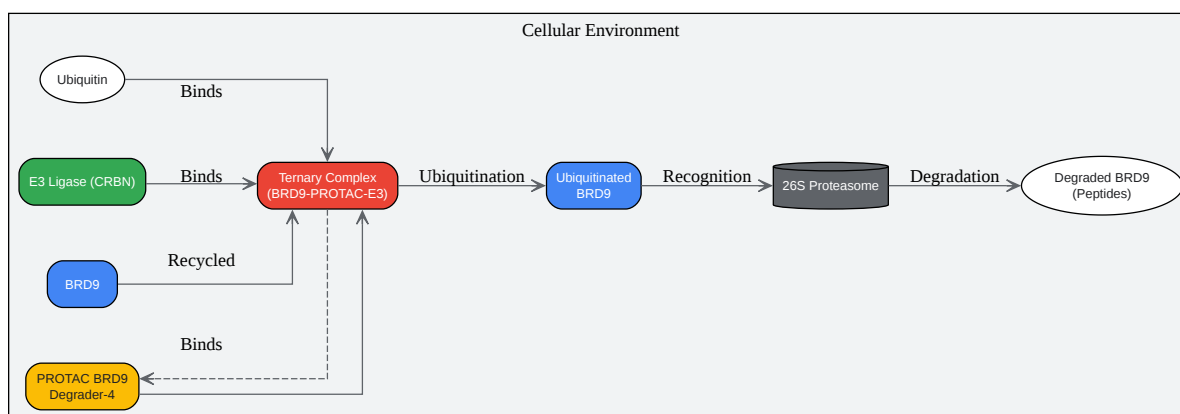 Cellular Environment
Ubiquitin
Binds
E3 Ligase (CRBN)
Binds
Ternary Complex
(BRD9-PROTAC-E3)
Ubiquitination
Ubiquitinated
BRD9
Recognition
26S Proteasome
Degradation
Degraded BRD9
(Peptides)
Recycled
BRD9
Binds
PROTAC BRD9
Degrader-4